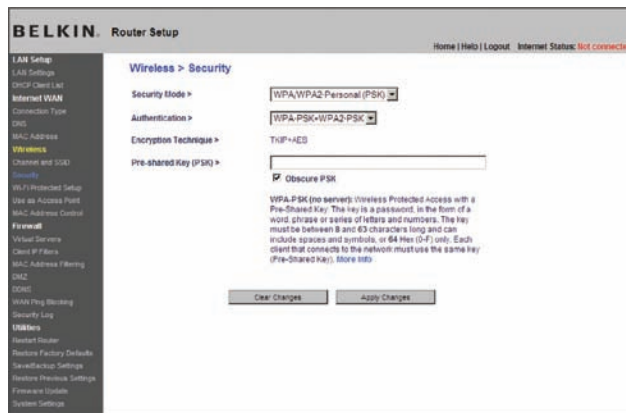 BELKIN. Router Setup
Home | Help | Logout Internet Status: Not connected
LAN Setup
LAN Settings
DHCP Client List
Internet WAN
Connection Type
DNS
MAC Address
Wireless
Channel and SSID
Security
Wi-Fi Protected Setup
Use as Access Point
MAC Address Control
Firewall
Virtual Servers
Client IP Filters
MAC Address Filtering
DMZ
DDNS
WAN Ping Blocking
Security Log
Utilities
Restart Router
Restore Factory Defaults
Save/Backup Settings
Restore Previous Settings
Firmware Update
System Settings
Wireless > Security
Security Mode >
WPA/WPA2-Personal (PSK)
Authentication >
WPA-PSK+WPA2-PSK
Encryption Technique >
TKIP+AES
Pre-shared Key (PSK) >
Obscure PSK
WPA-PSK (no server): Wireless Protected Access with a
Pre-Shared Key: The key is a password, in the form of a
word, phrase or series of letters and numbers. The key
must be between 8 and 63 characters long and can
include spaces and symbols, or 64 Hex (0-F) only. Each
client that connects to the network must use the same key
(Pre-Shared Key). More Info
Clear Changes
Apply Changes